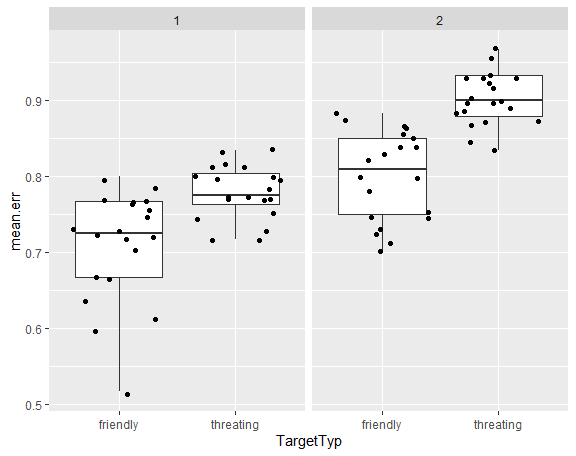 1 2
mean.err
0.9
0.8
0.7
0.6
0.5
friendly threating friendly threating
TargetTyp